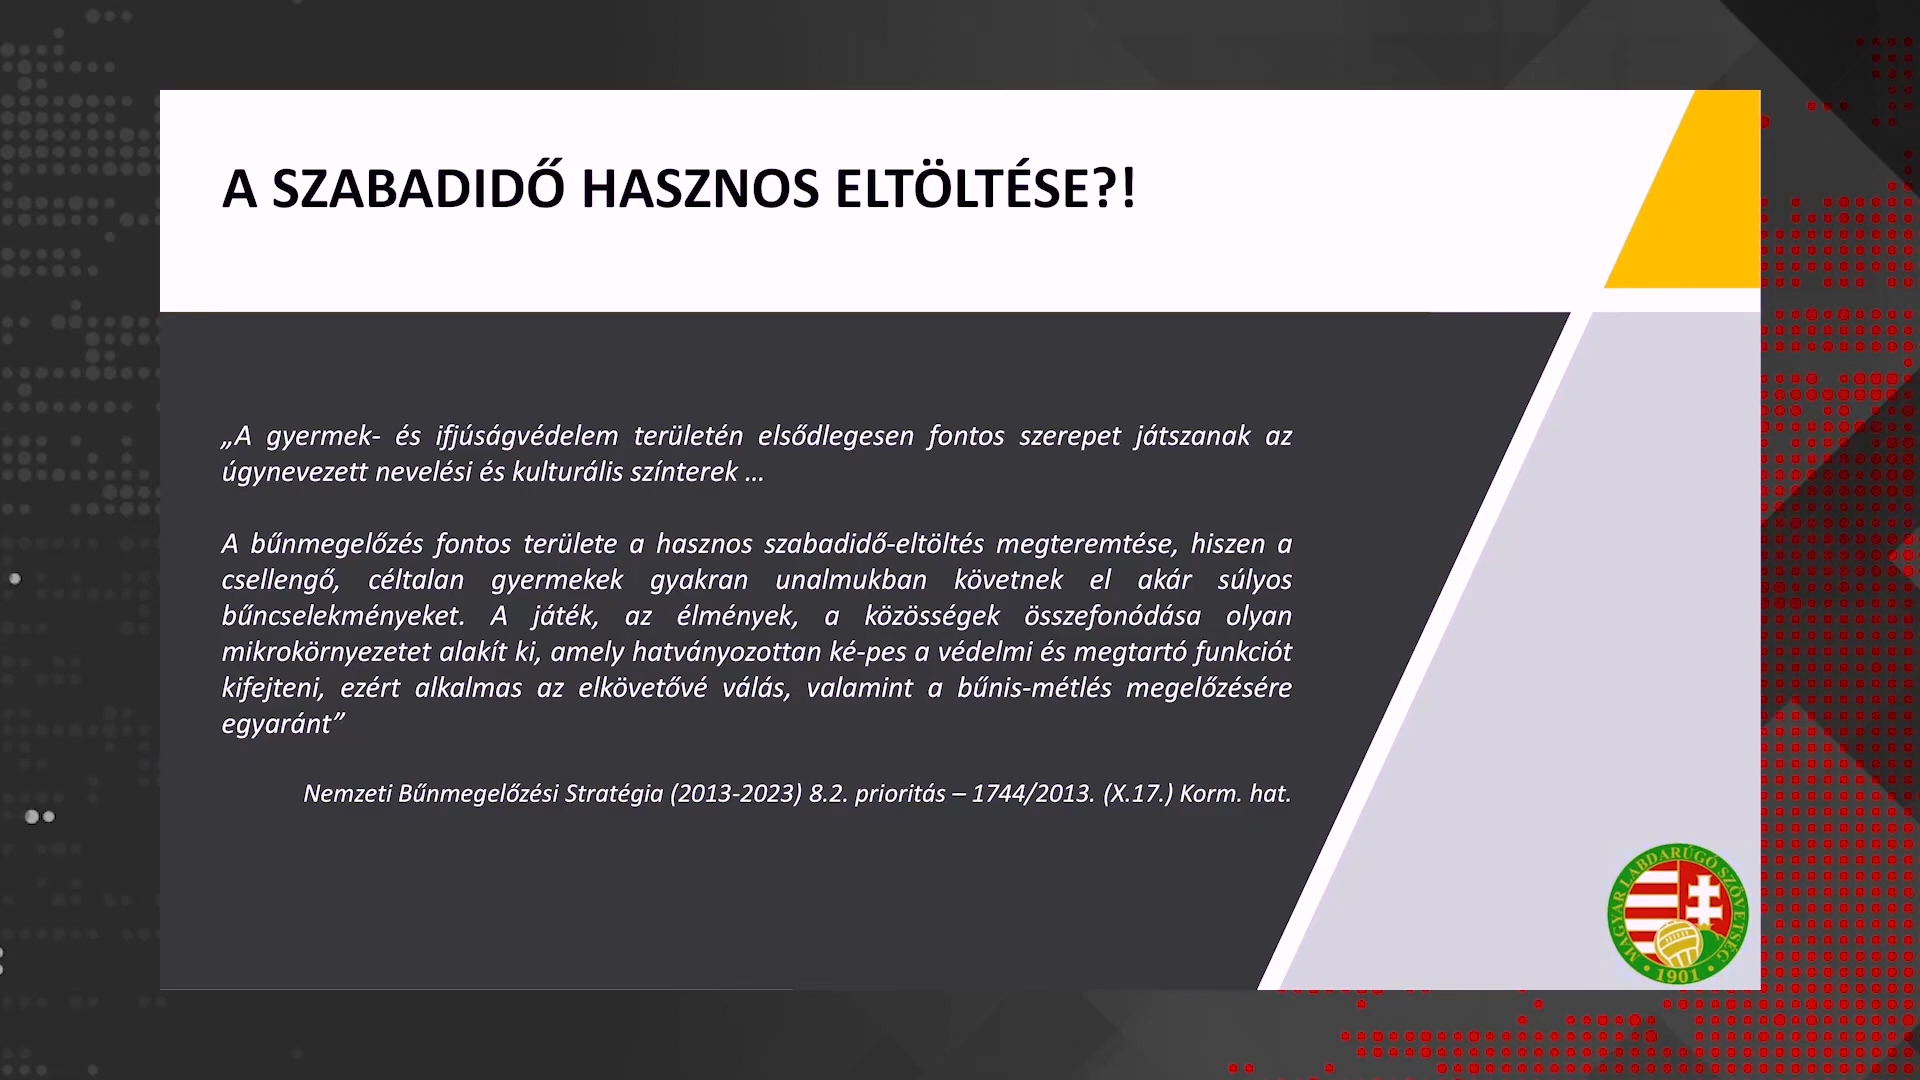 A SZABADIDŐ HASZNOS ELTÖLTÉSE?!
„A gyermek- és ifjúságvédelem területén elsődlegesen fontos szerepet játszanak az
úgynevezett nevelési és kulturális színterek ...
A bűnmegelőzés fontos területe a hasznos szabadidő-eltöltés megteremtése, hiszen a
csellengő, céltalan gyermekek gyakran unalmukban követnek el akár súlyos
bűncselekményeket. A játék, az élmények, a közösségek összefonódása olyan
mikrokörnyezetet alakít ki, amely hatványozottan ké-pes a védelmi és megtartó funkciót
kifejteni, ezért alkalmas az elkövetővé válás, valamint a bűnis-métlés megelőzésére
egyaránt”
Nemzeti Bűnmegelőzési Stratégia (2013-2023) 8.2. prioritás – 1744/2013. (X.17.) Korm. hat.
MAGYAR LABDARÚGÓ SZÖVETSÉG
• 1901 •